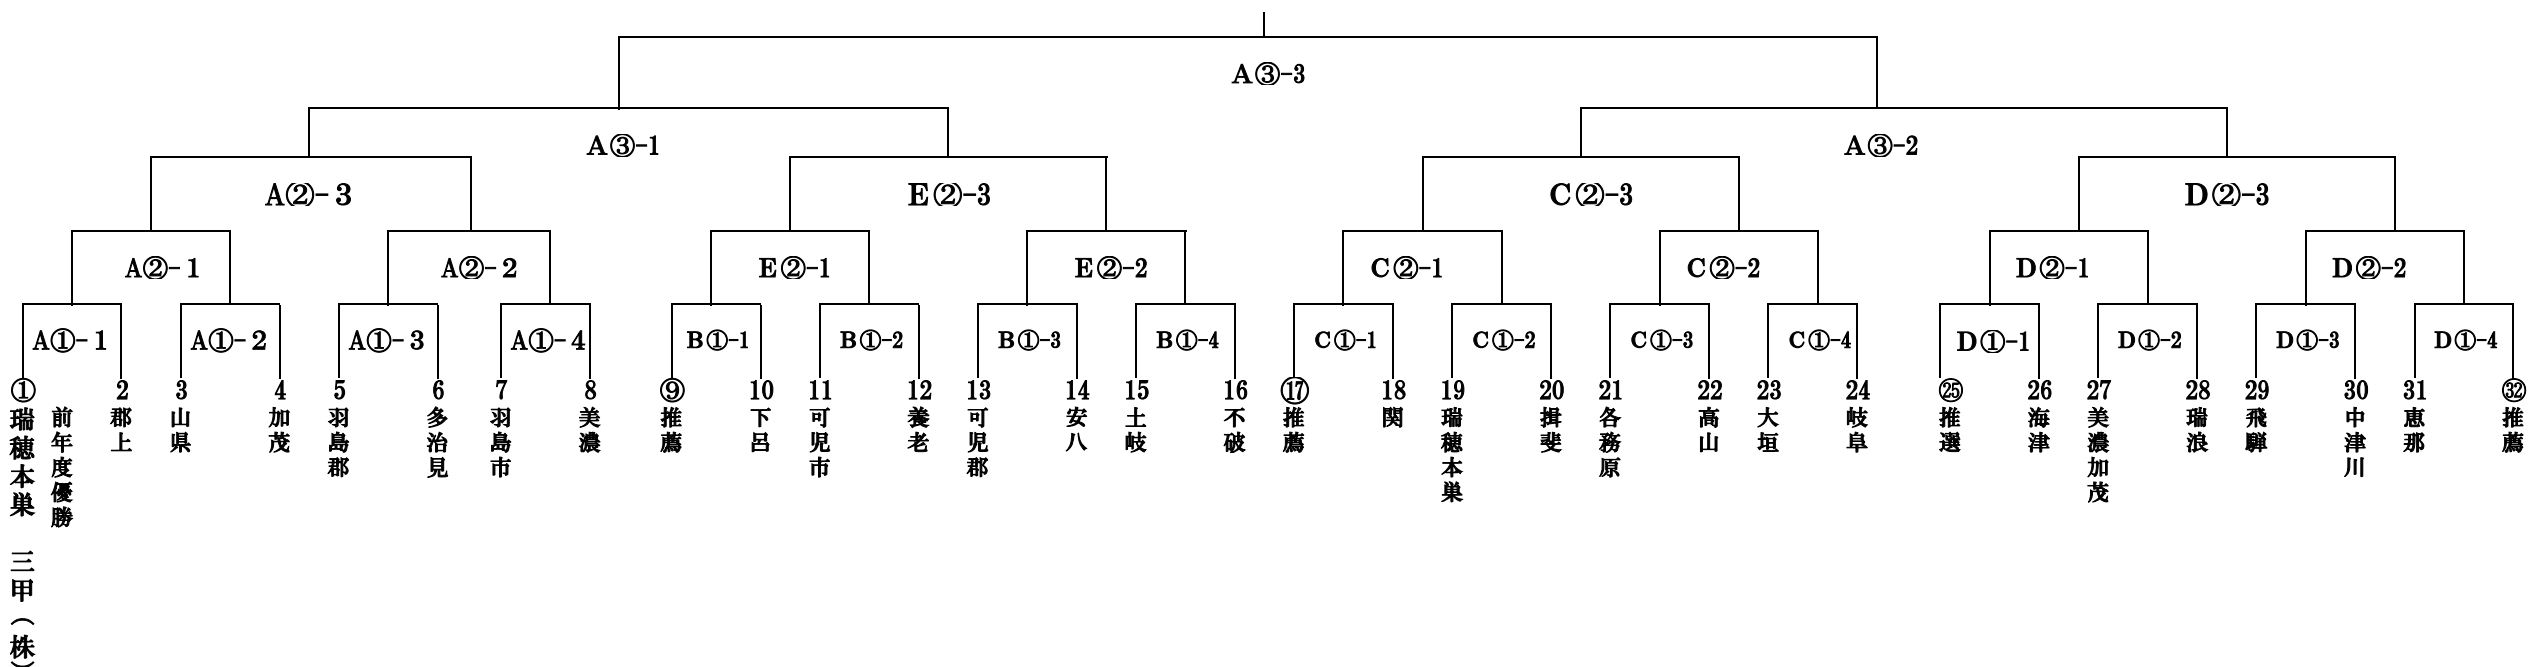 A③-3
A③-1
A③-2
A②-3
E②-3
C②-3
D②-3
A②-1
A②-2
E②-1
E②-2
C②-1
C②-2
D②-1
D②-2
A①-1
A①-2
A①-3
A①-4
B①-1
B①-2
B①-3
B①-4
C①-1
C①-2
C①-3
C①-4
D①-1
D①-2
D①-3
D①-4
①
瑞穂本巣 三甲(株)
前年度優勝
2
郡上
3
山県
4
加茂
5
羽島郡
6
多治見
7
羽島市
8
美濃
⑨
推薦
10
下呂
11
可児市
12
養老
13
可児郡
14
安八
15
土岐
16
不破
⑰
推薦
18
関
19
瑞穂本巣
20
揖斐
21
各務原
22
高山
23
大垣
24
岐阜
㉕
推選
26
海津
27
美濃加茂
28
瑞浪
29
飛騨
30
中津川
31
恵那
㉜
推薦